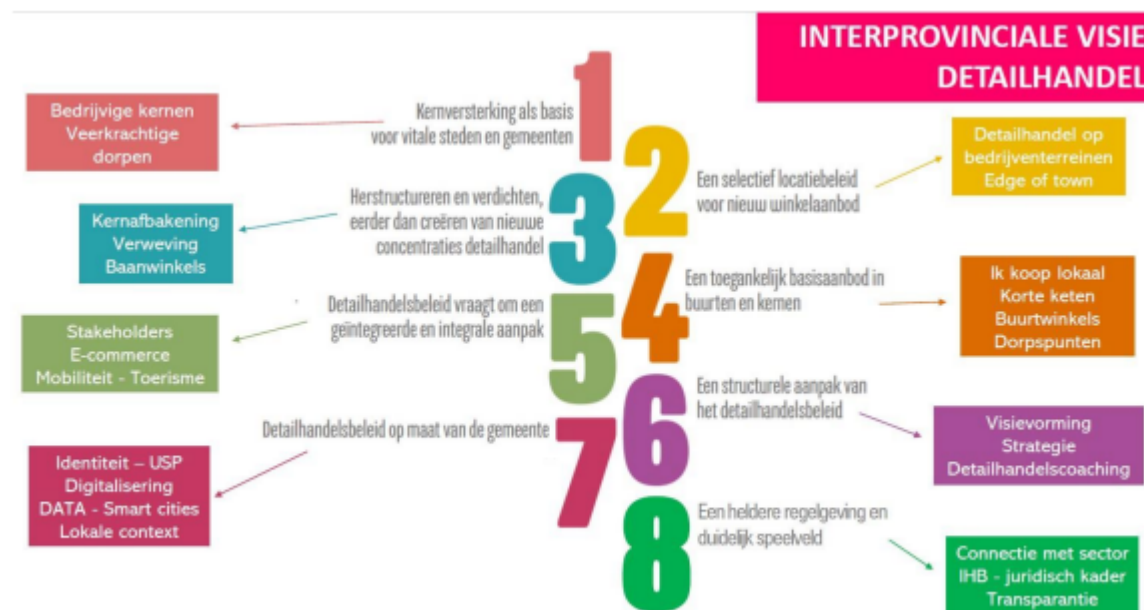 INTERPROVINCIALE VISIE
DETAILHANDEL
1
Kernversterking als basis
voor vitale steden en gemeenten
Bedrijvige kernen
Veerkrachtige
dorpen
2
Een selectief locatiebeleid
voor nieuw winkelaanbod
Detailhandel op
bedrijventerreinen
Edge of town
3
Herstructureren en verdichten,
eerder dan creëren van nieuwe
concentraties detailhandel
Kernafbakening
Verweving
Baanwinkels
4
Een toegankelijk basisaanbod in
buurten en kernen
Ik koop lokaal
Korte keten
Buurtwinkels
Dorpspunten
5
Detailhandelsbeleid vraagt om een
geïntegreerde en integrale aanpak
Stakeholders
E-commerce
Mobiliteit - Toerisme
6
Een structurele aanpak van
het detailhandelsbeleid
Visievorming
Strategie
Detailhandelscoaching
7
Detailhandelsbeleid op maat van de gemeente
Identiteit – USP
Digitalisering
DATA - Smart cities
Lokale context
8
Een heldere regelgeving en
duidelijk speelveld
Connectie met sector
IHB - juridisch kader
Transparantie